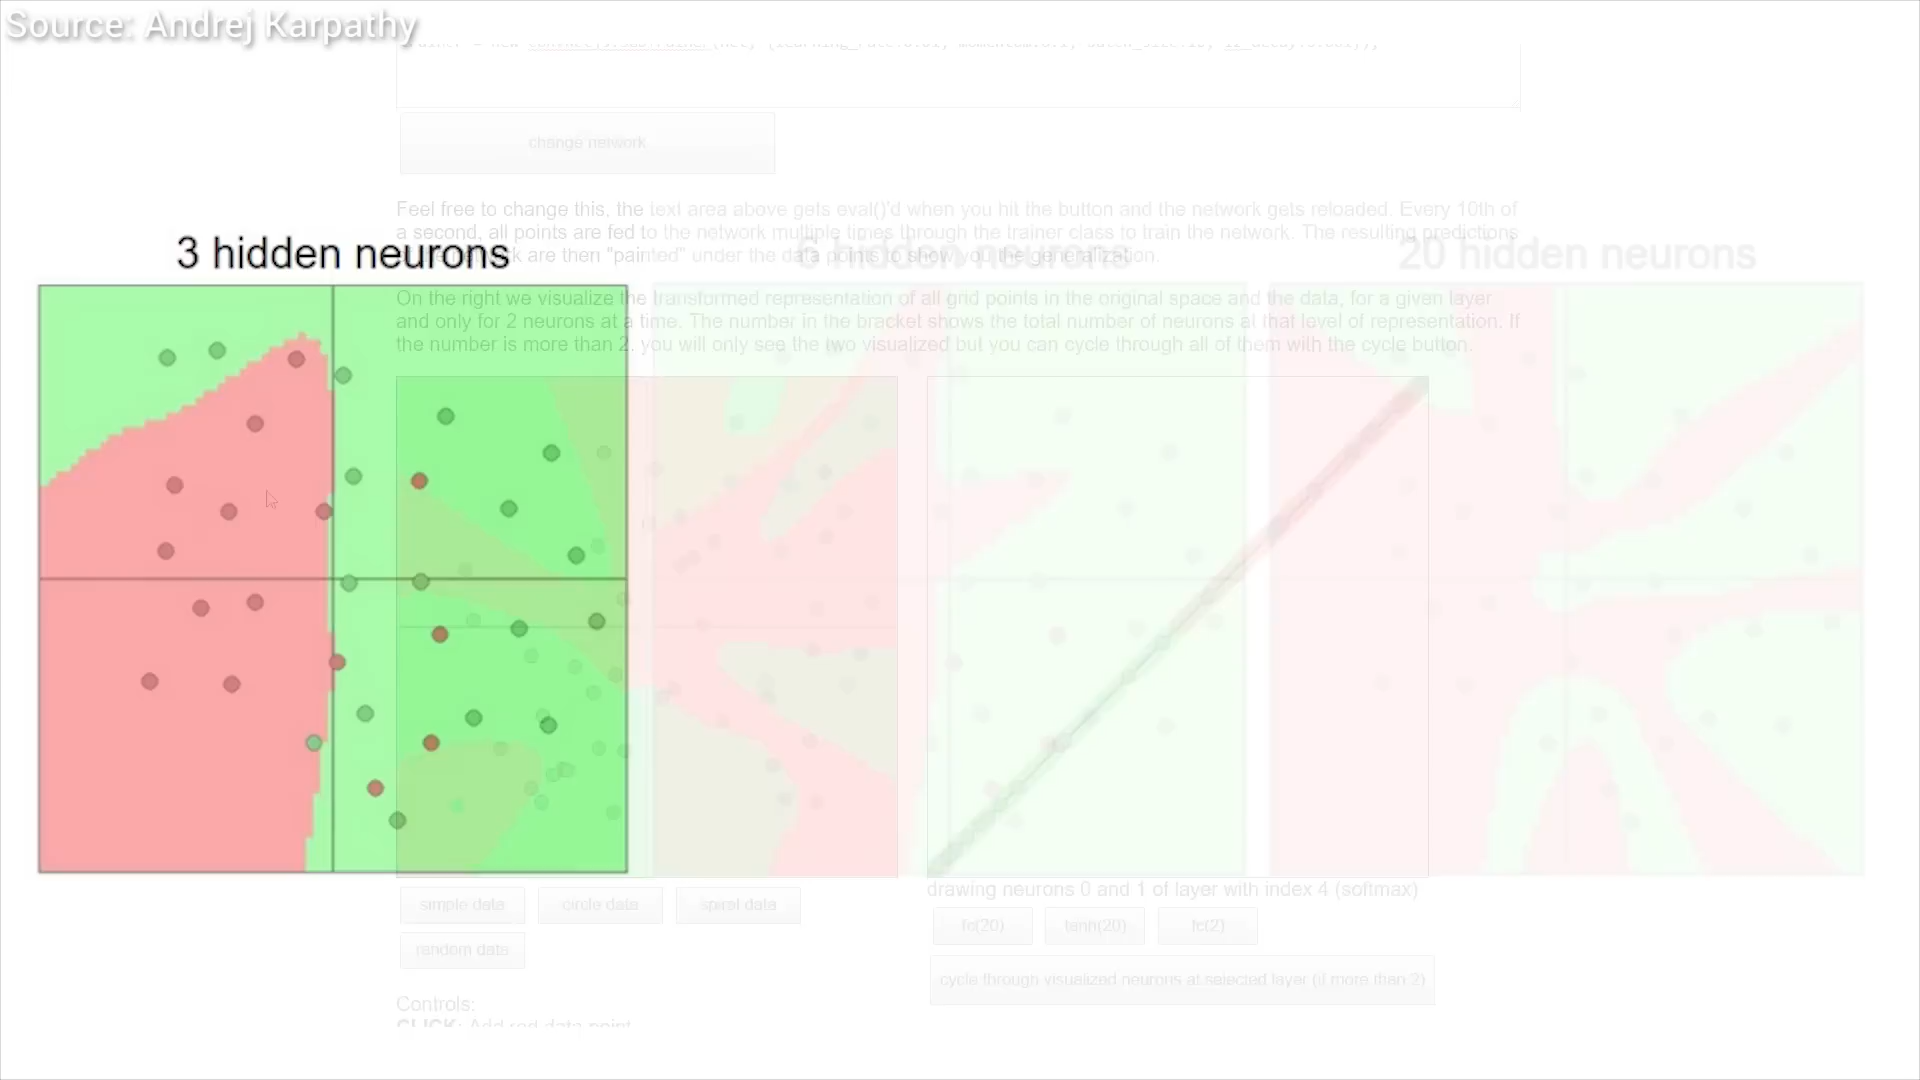 Source: Andrej Karpathy
change network
Feel free to change this, the text area above gets eval()'d when you hit the button and the network gets reloaded. Every 10th of
a second, all points are fed to the network multiple times through the trainer class to train the network. The resulting predictions
are then "painted" under the data points to show you the generalization.
3 hidden neurons
6 hidden neurons
20 hidden neurons
On the right we visualize the transformed representation of all grid points in the original space and the data, for a given layer
and only for 2 neurons at a time. The number in the bracket shows the total number of neurons at that level of representation. If
the number is more than 2, you will only see the two visualized but you can cycle through all of them with the cycle button.
drawing neurons 0 and 1 of layer with index 4 (softmax)
simple data
circle data
spiral data
random data
fc(20)
tanh(20)
fc(2)
cycle through visualized neurons at selected layer (if more than 2)
Controls:
CLICK: Add red data point